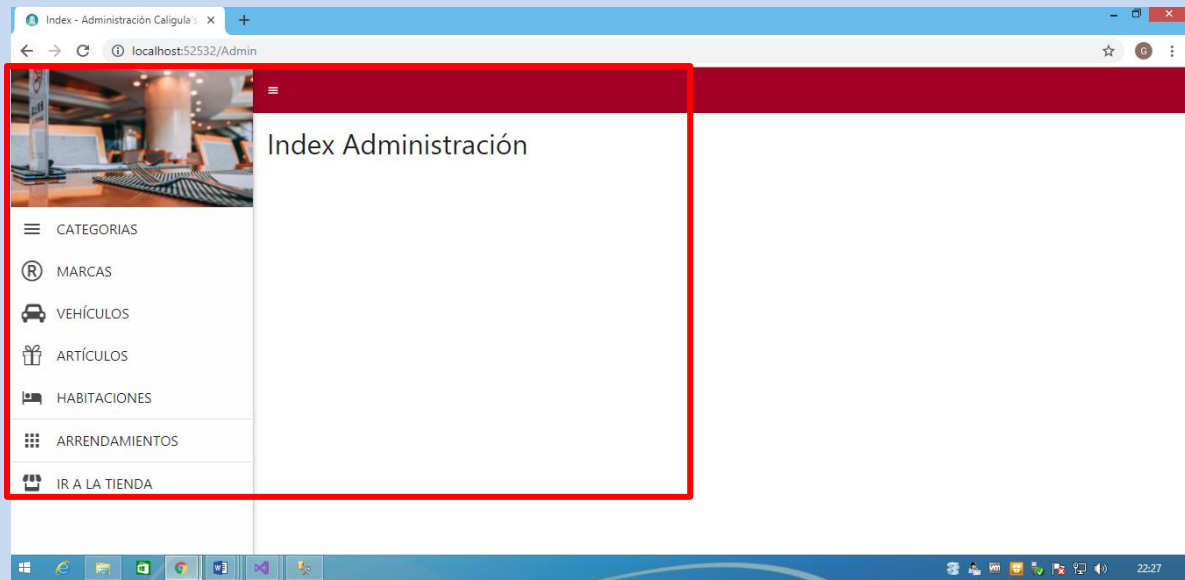 Index - Administración Caligula's
localhost:52532/Admin
G
Index Administración
CATEGORIAS
R MARCAS
VEHÍCULOS
ARTÍCULOS
HABITACIONES
ARRENDAMIENTOS
IR A LA TIENDA
22:27